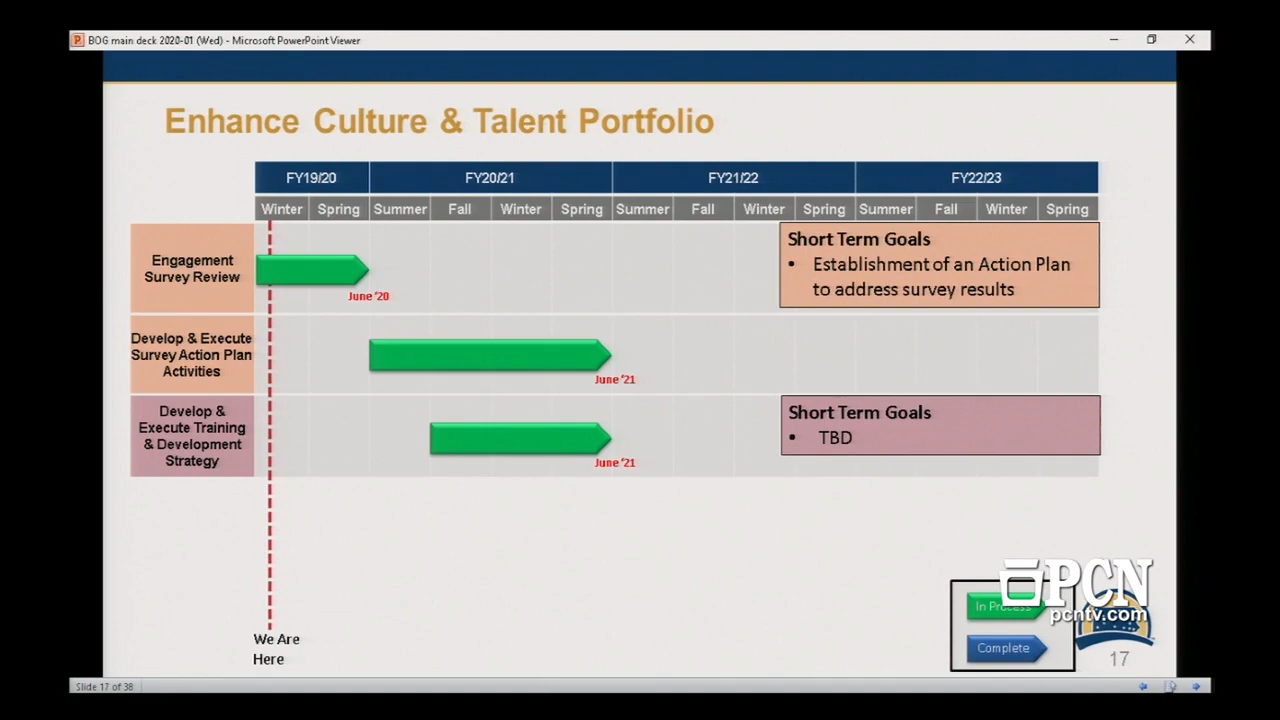 BOG main deck 2020-01 (Wed) - Microsoft PowerPoint Viewer
Enhance Culture & Talent Portfolio
FY19/20 FY20/21 FY21/22 FY22/23
Winter Spring Summer Fall Winter Spring Summer Fall Winter Spring Summer Fall Winter Spring
Engagement
Survey Review
June '20
Short Term Goals
• Establishment of an Action Plan
to address survey results
Develop & Execute
Survey Action Plan
Activities
June '21
Develop &
Execute Training
& Development
Strategy
June '21
Short Term Goals
• TBD
We Are
Here
In Process
Complete
PCN
pcntv.com
17
Slide 17 of 38